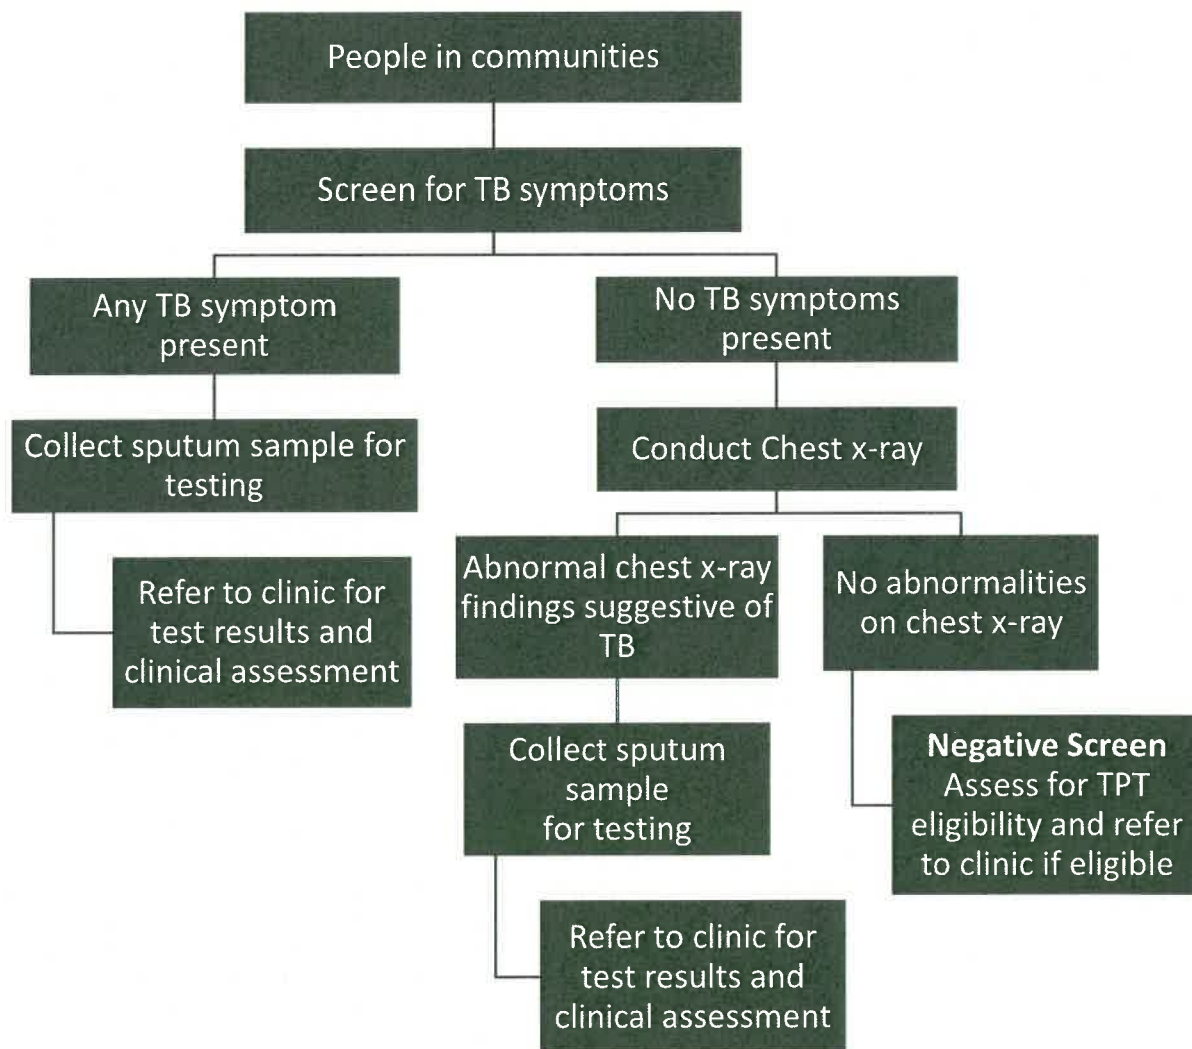 People in communities
Screen for TB symptoms
Any TB symptom
present
No TB symptoms
present
Collect sputum sample for
testing
Conduct Chest x-ray
Refer to clinic for
test results and
clinical assessment
Abnormal chest x-ray
findings suggestive of
TB
No abnormalities
on chest x-ray
Collect sputum
sample
for testing
Negative Screen
Assess for TPT
eligibility and refer
to clinic if eligible
Refer to clinic for
test results and
clinical assessment